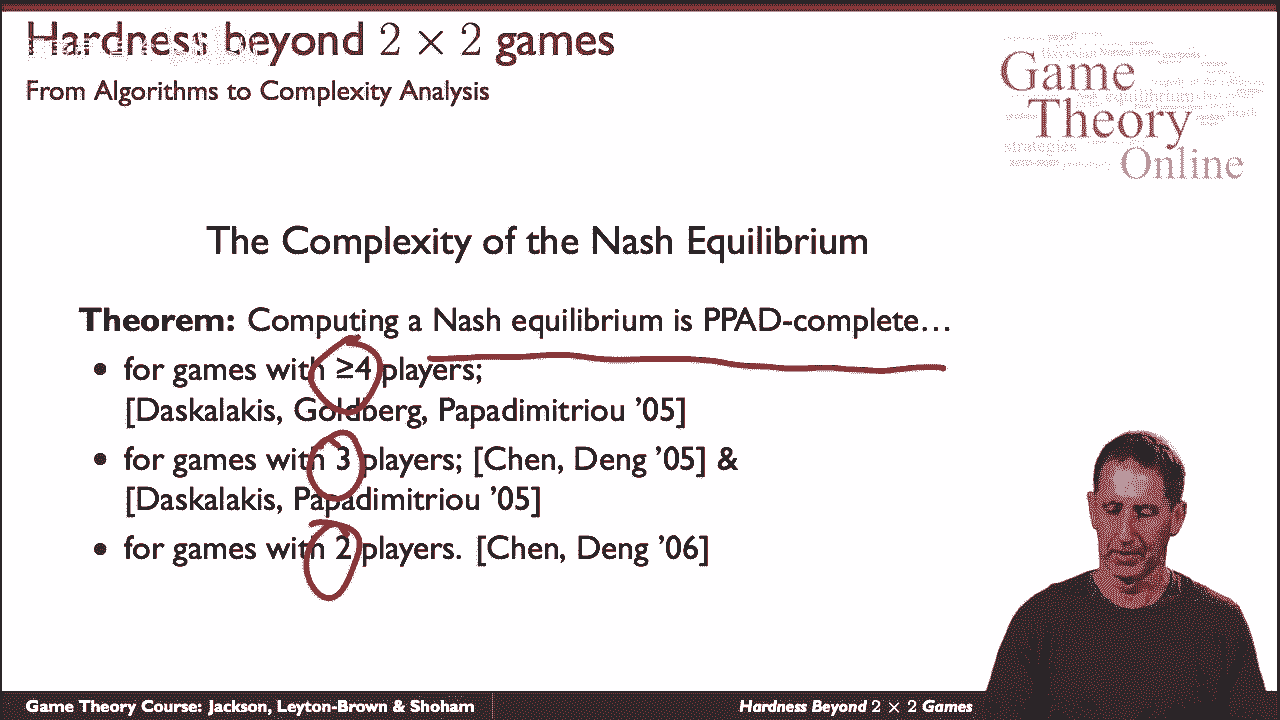 Hardness beyond 2 × 2 games
From Algorithms to Complexity Analysis
Game
Theory
Online
equilibrium
strategies
The Complexity of the Nash Equilibrium
Theorem: Computing a Nash equilibrium is PPAD-complete…
• for games with ≥4 players;
[Daskalakis, Goldberg, Papadimitriou ’05]
• for games with 3 players; [Chen, Deng ’05] &
[Daskalakis, Papadimitriou ’05]
• for games with 2 players. [Chen, Deng ’06]
Game Theory Course: Jackson, Leyton-Brown & Shoham
Hardness Beyond 2 × 2 Games